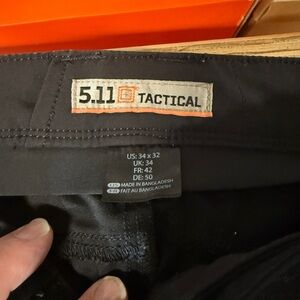 5.11 TACTICAL
US: 34 x 32
UK: 34
FR: 42
DE: 50
MADE IN BANGLADESH
FAIT AU BANGLADESH